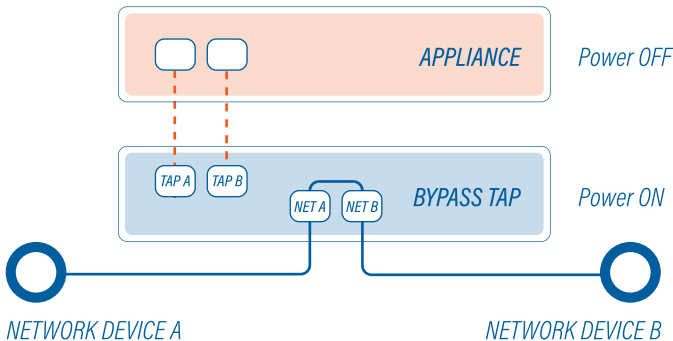 APPLIANCE
Power OFF
TAP A
TAP B
NET A
NET B
BYPASS TAP
Power ON
NETWORK DEVICE A
NETWORK DEVICE B